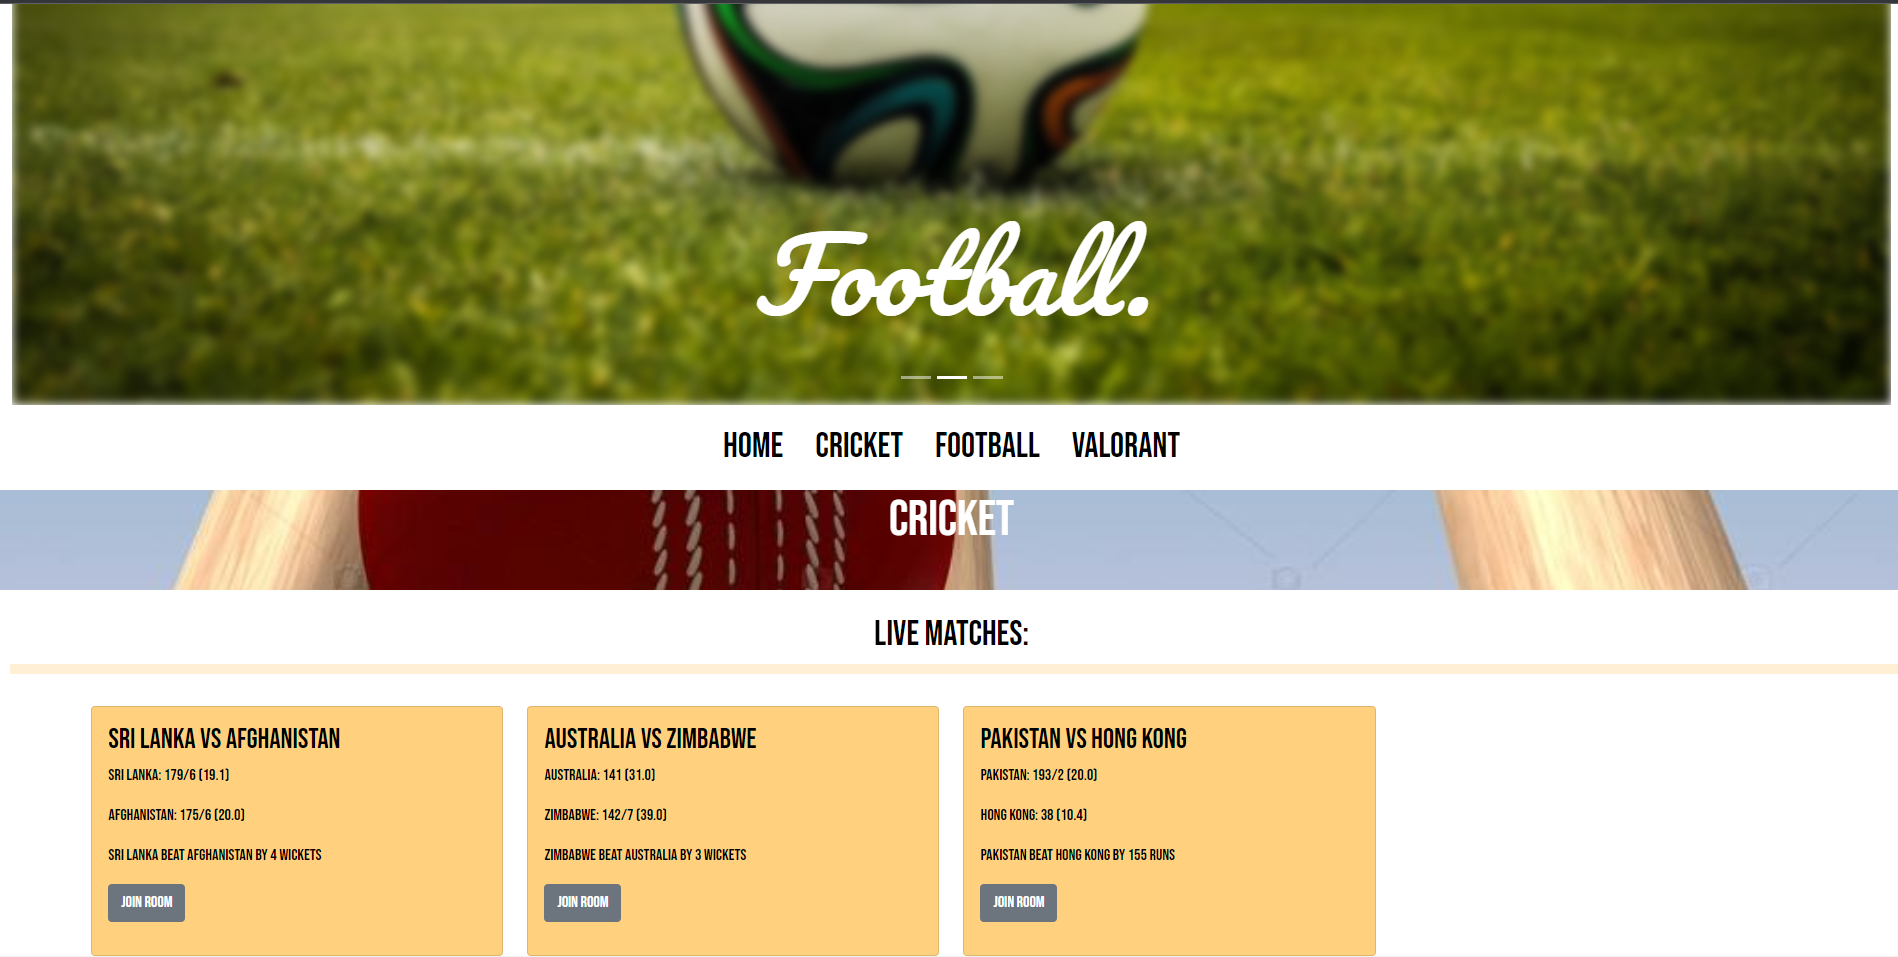 Football.
HOME CRICKET FOOTBALL VALORANT
CRICKET
LIVE MATCHES:
SRI LANKA VS AFGHANISTAN
SRI LANKA: 179/6 (19.1)
AFGHANISTAN: 175/6 (20.0)
SRI LANKA BEAT AFGHANISTAN BY 4 WICKETS
JOIN ROOM
AUSTRALIA VS ZIMBABWE
AUSTRALIA: 141 (31.0)
ZIMBABWE: 142/7 (39.0)
ZIMBABWE BEAT AUSTRALIA BY 3 WICKETS
JOIN ROOM
PAKISTAN VS HONG KONG
PAKISTAN: 193/2 (20.0)
HONG KONG: 38 (10.4)
PAKISTAN BEAT HONG KONG BY 155 RUNS
JOIN ROOM